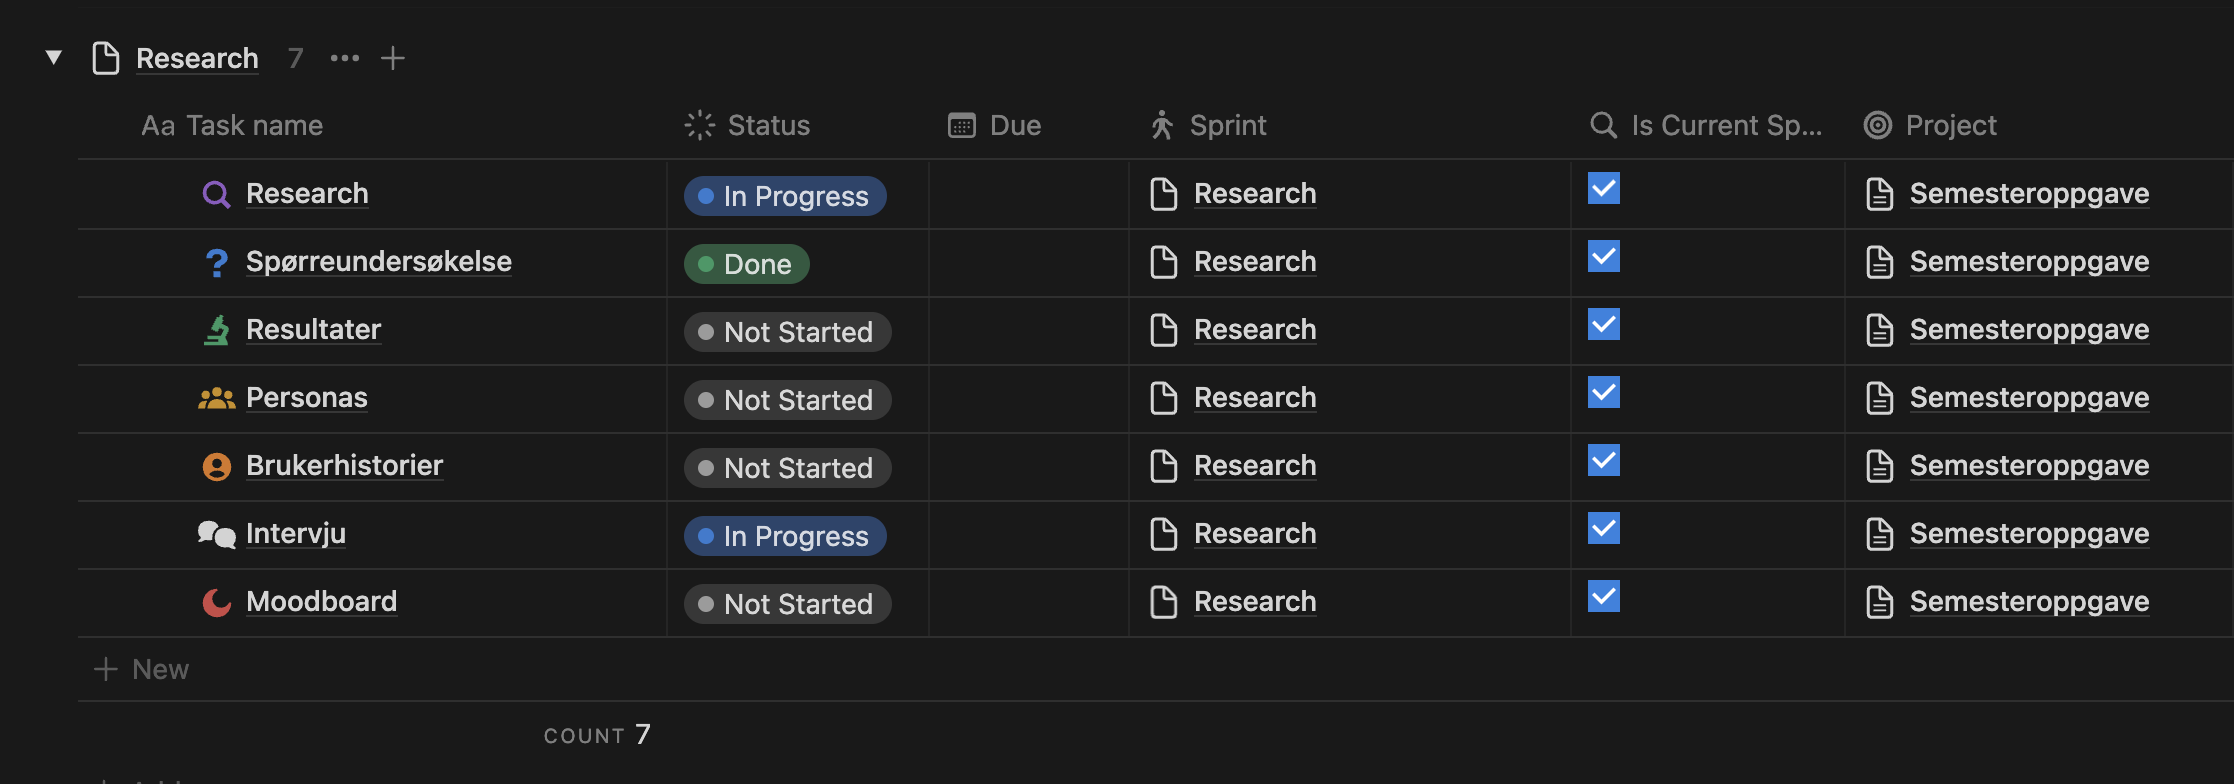 Research 7
Aa Task name Status Due Sprint Is Current Sp... Project
Research In Progress Research Semesteroppgave
Spørreundersøkelse Done Research Semesteroppgave
Resultater Not Started Research Semesteroppgave
Personas Not Started Research Semesteroppgave
Brukerhistorier Not Started Research Semesteroppgave
Intervju In Progress Research Semesteroppgave
Moodboard Not Started Research Semesteroppgave
New
COUNT 7